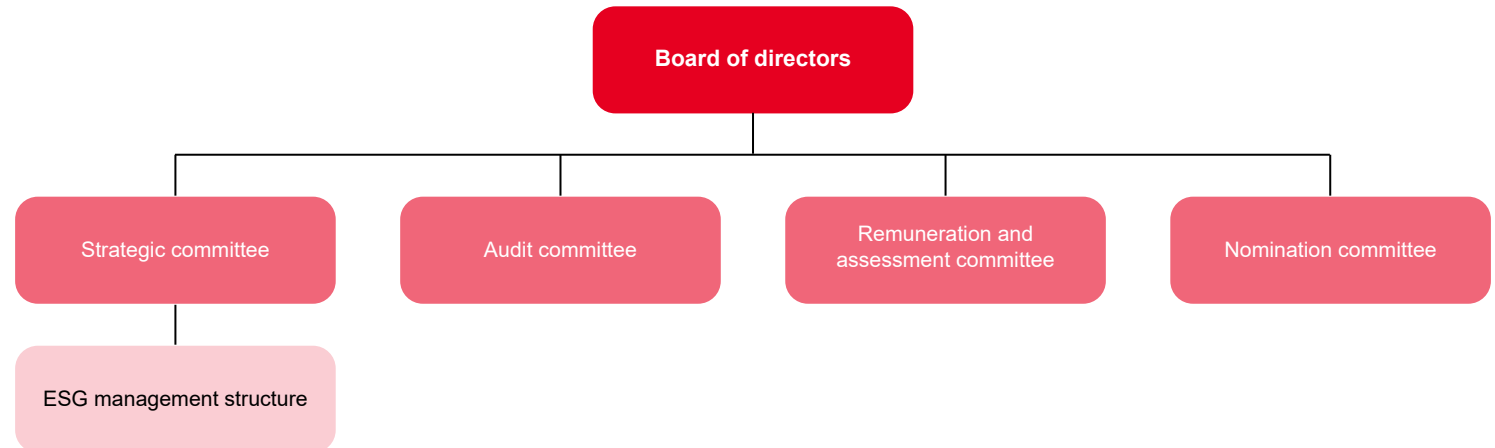 Board of directors
Strategic committee
Audit committee
Remuneration and
assessment committee
Nomination committee
ESG management structure